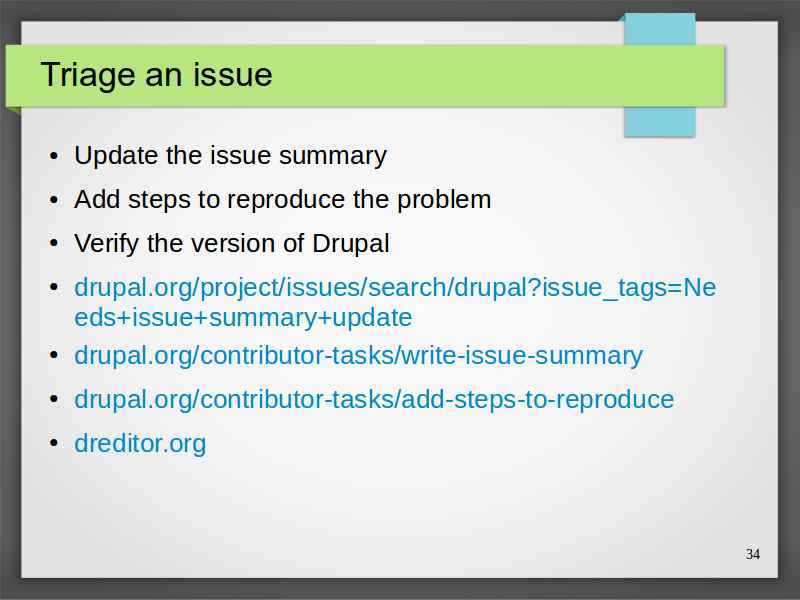 Triage an issue
• Update the issue summary
• Add steps to reproduce the problem
• Verify the version of Drupal
• drupal.org/project/issues/search/drupal?issue_tags=Ne
eds+issue+summary+update
• drupal.org/contributor-tasks/write-issue-summary
• drupal.org/contributor-tasks/add-steps-to-reproduce
• dreditor.org
34